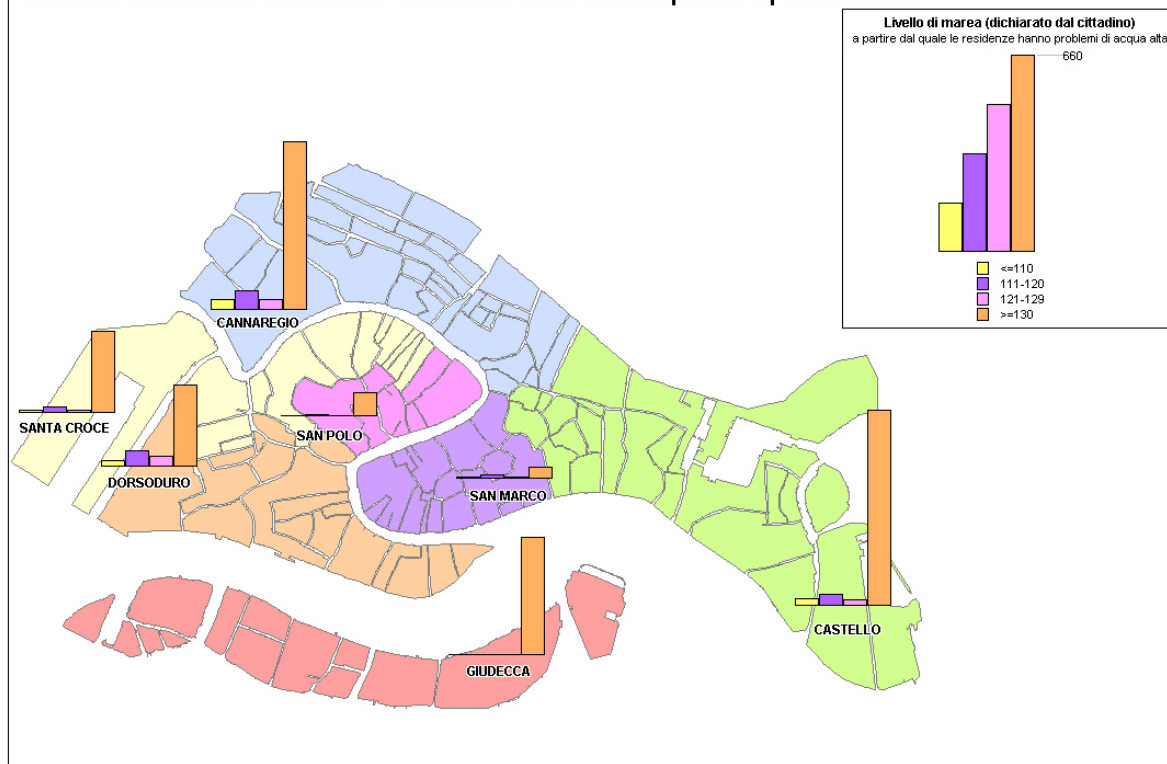 Livello di marea (dichiarato dal cittadino)
a partire dal quale le residenze hanno problemi di acqua alta
660
<=110
111-120
121-129
>=130
CANNAREGIO
SANTA CROCE
SAN POLO
DORSODURO
SAN MARCO
CASTELLO
GIUDECCA